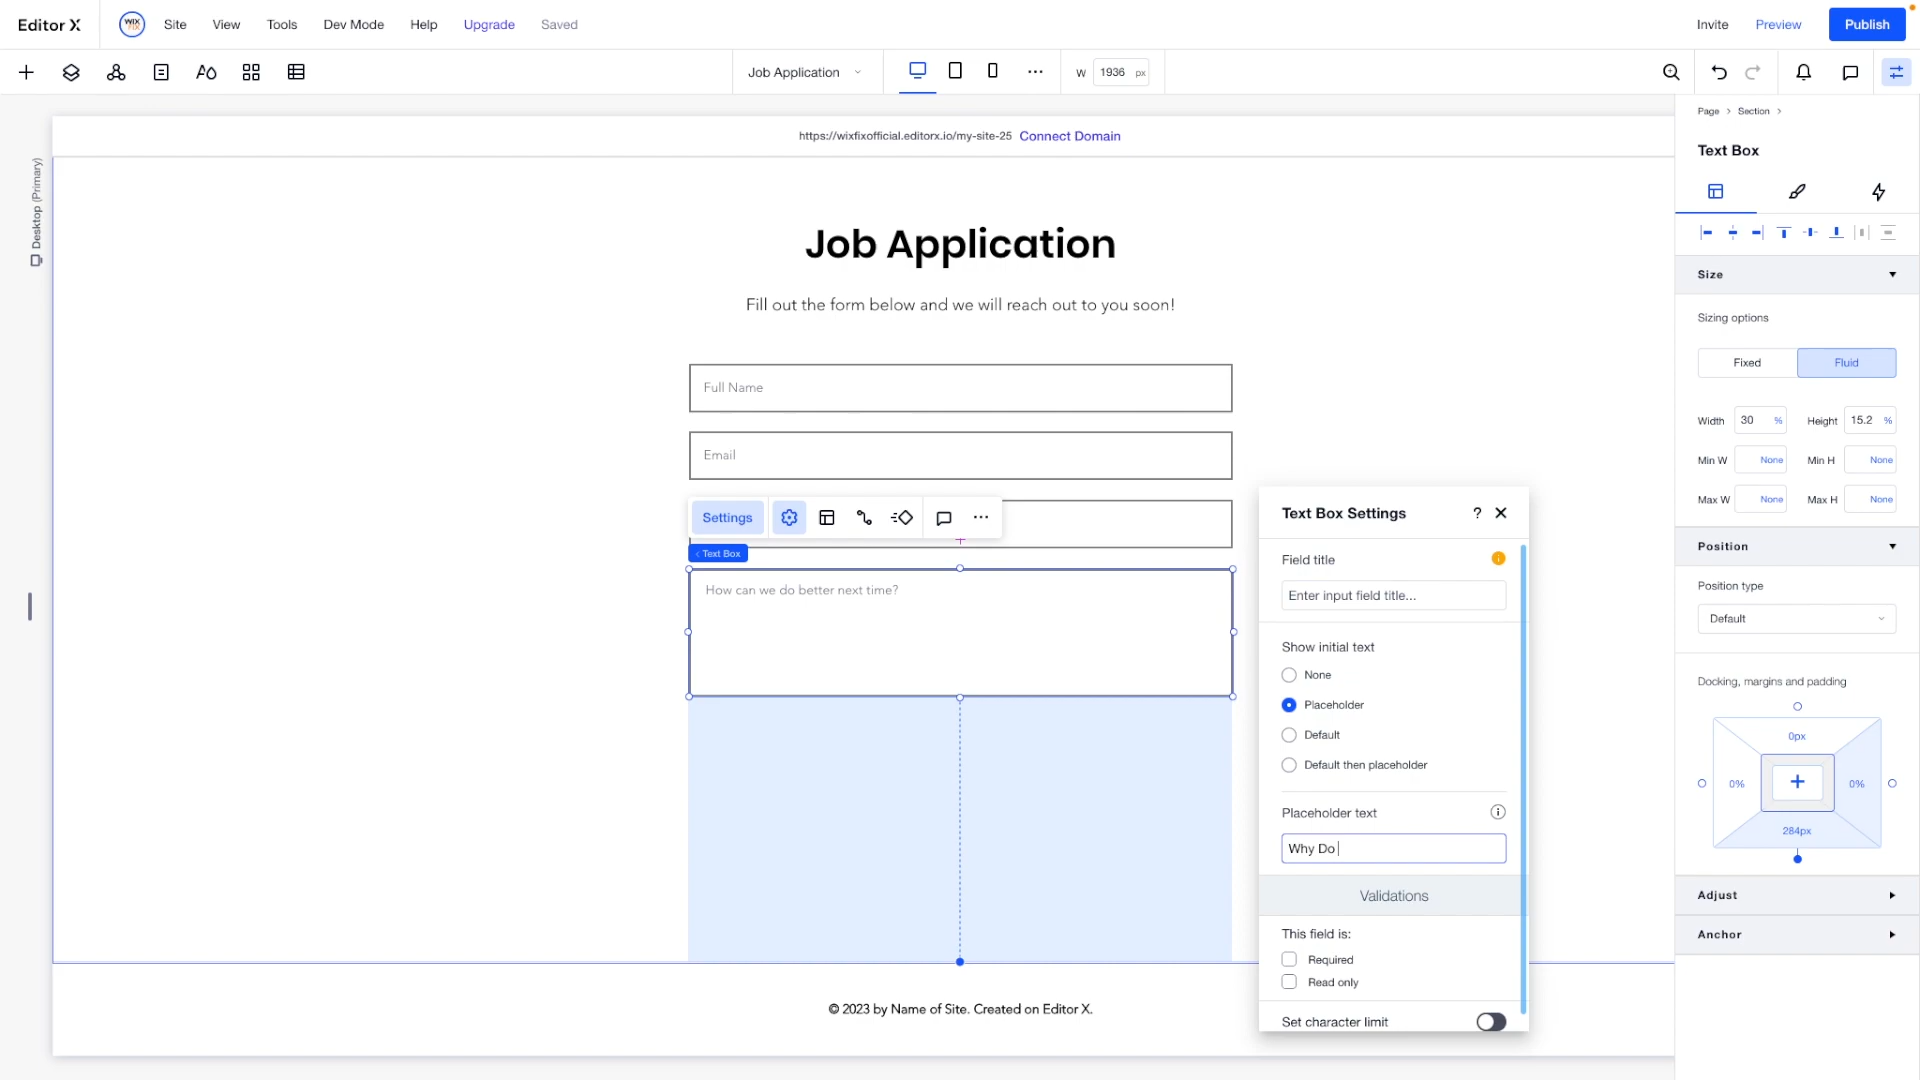 Editor X
WIX
FIX
Site
View
Tools
Dev Mode
Help
Upgrade
Saved
Invite
Preview
Publish
Job Application
W
1936
px
Desktop (Primary)
https://wixfixofficial.editorx.io/my-site-25
Connect Domain
Job Application
Fill out the form below and we will reach out to you soon!
Full Name
Email
Settings
Text Box
How can we do better next time?
© 2023 by Name of Site. Created on Editor X.
Text Box Settings
?
Field title
Enter input field title...
Show initial text
None
Placeholder
Default
Default then placeholder
Placeholder text
Why Do
Validations
This field is:
Required
Read only
Set character limit
Page > Section >
Text Box
Size
Sizing options
Fixed
Fluid
Width
30
%
Height
15.2
%
Min W
None
Min H
None
Max W
None
Max H
None
Position
Position type
Default
Docking, margins and padding
0px
0%
0%
284px
Adjust
Anchor